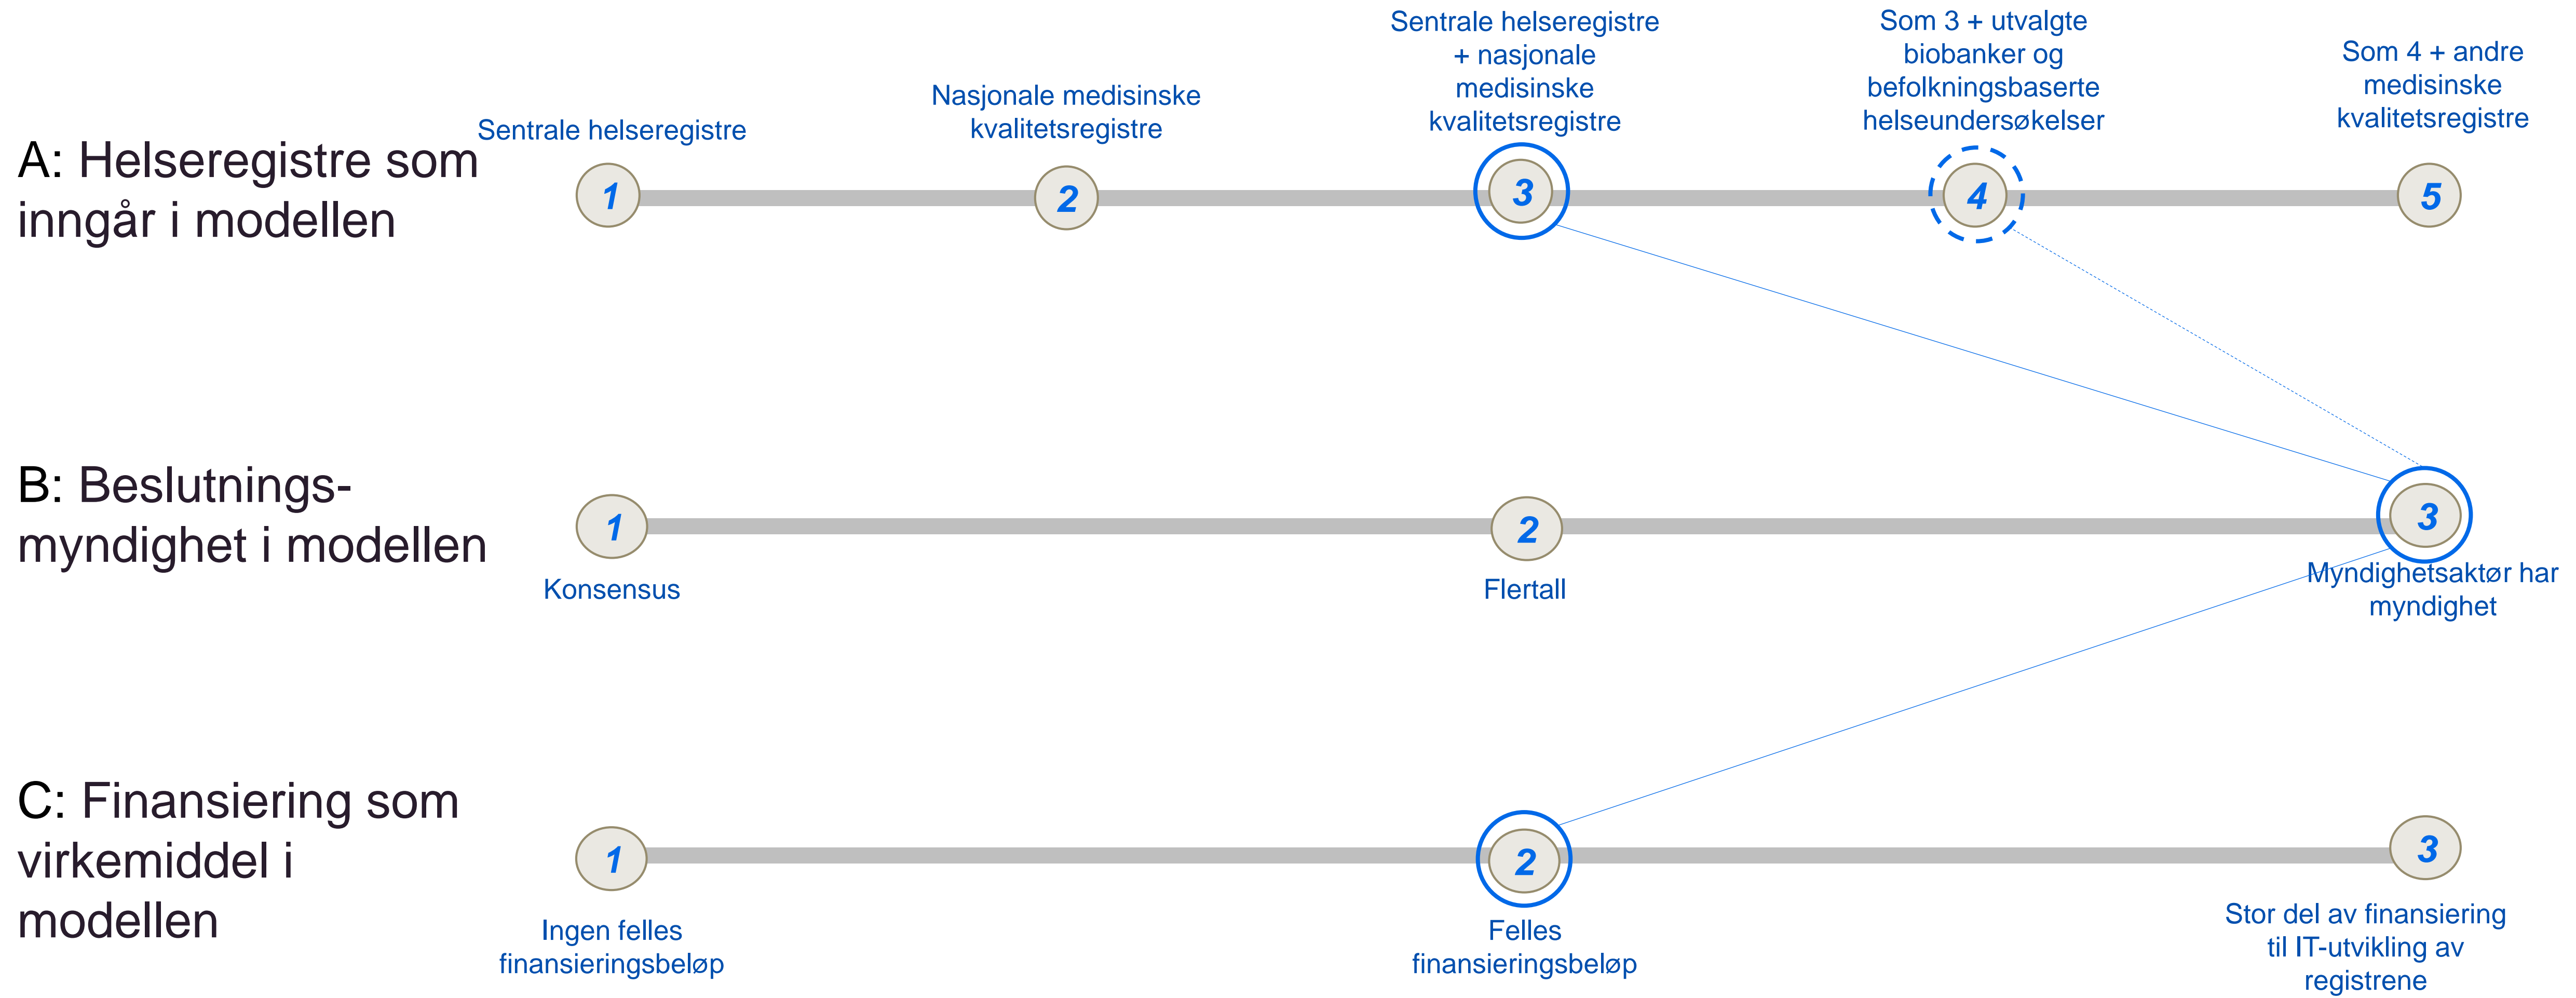 A: Helseregistre som
inngår i modellen
Sentrale helseregistre
1
Nasjonale medisinske
kvalitetsregistre
2
Sentrale helseregistre
+ nasjonale
medisinske
kvalitetsregistre
3
Som 3 + utvalgte
biobanker og
befolkningsbaserte
helseundersøkelser
4
Som 4 + andre
medisinske
kvalitetsregistre
5
B: Beslutnings-
myndighet i modellen
1
Konsensus
2
Flertall
3
Myndighetsaktør har
myndighet
C: Finansiering som
virkemiddel i
modellen
1
Ingen felles
finansieringsbeløp
2
Felles
finansieringsbeløp
3
Stor del av finansiering
til IT-utvikling av
registrene